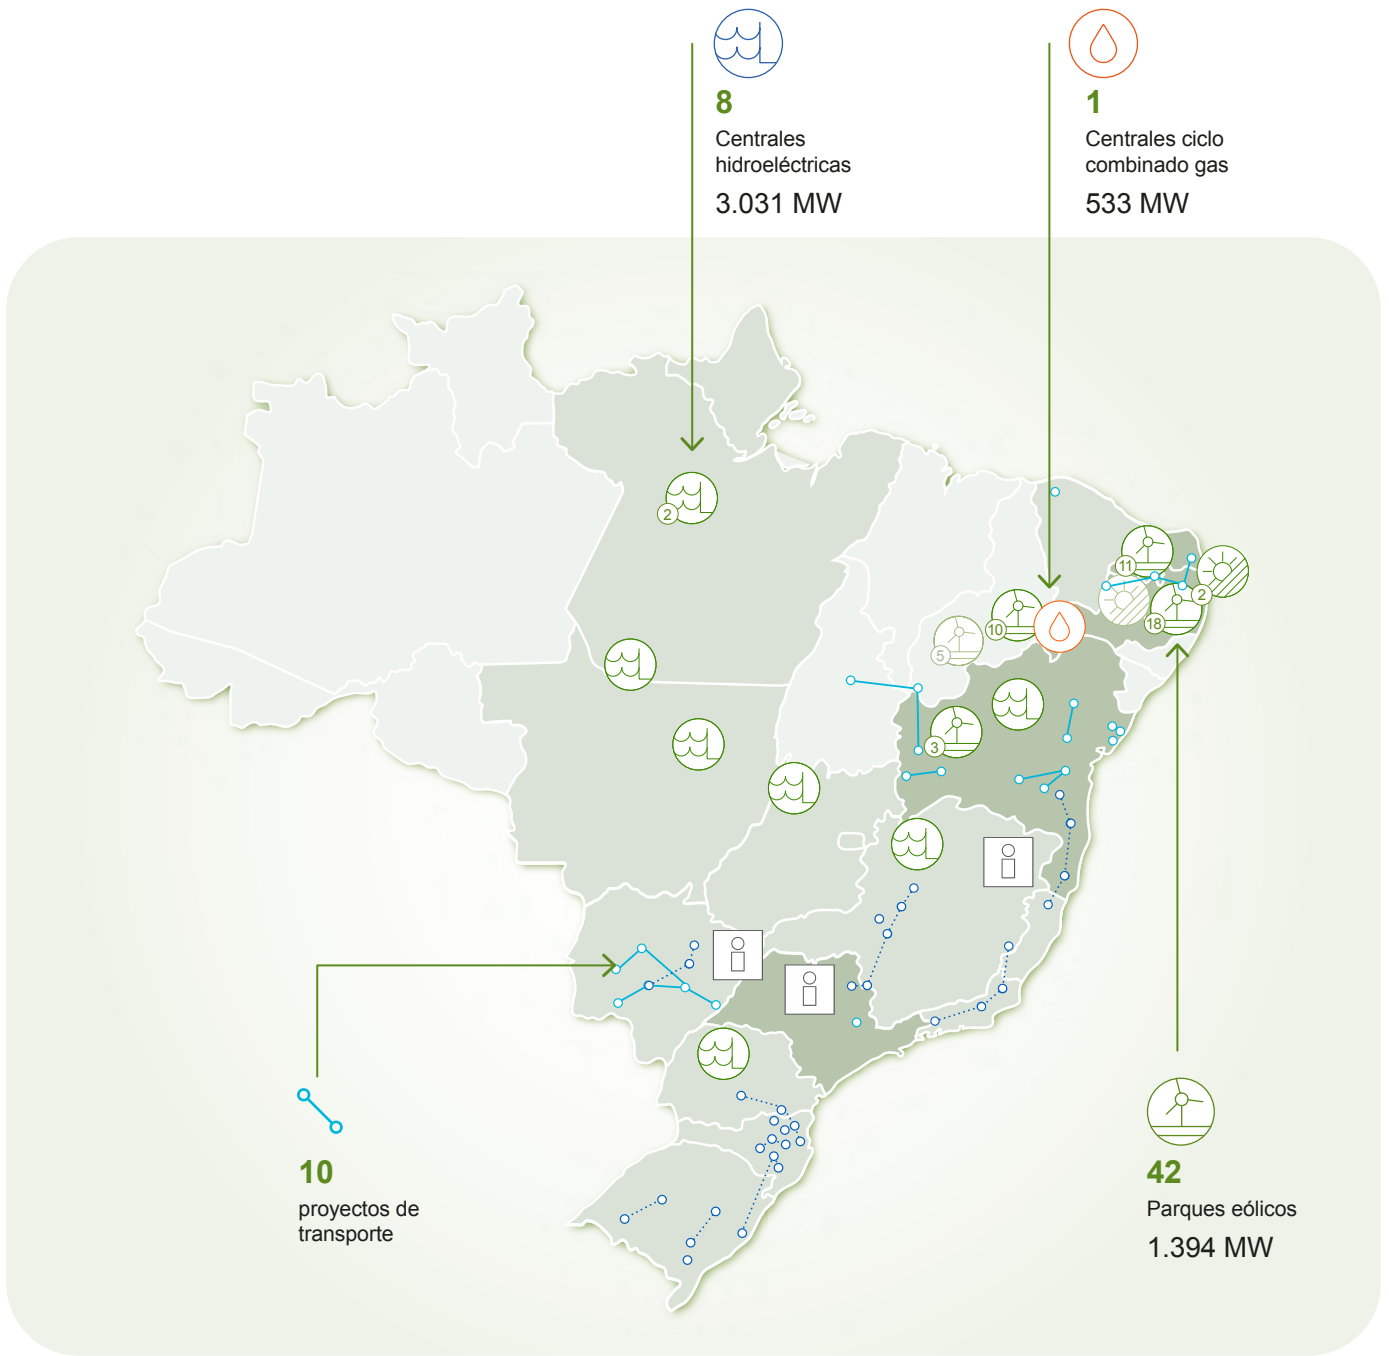 8
Centrales
hidroeléctricas
3.031 MW
1
Centrales ciclo
combinado gas
533 MW
2
11
2
18
10
5
3
10
proyectos de
transporte
42
Parques eólicos
1.394 MW